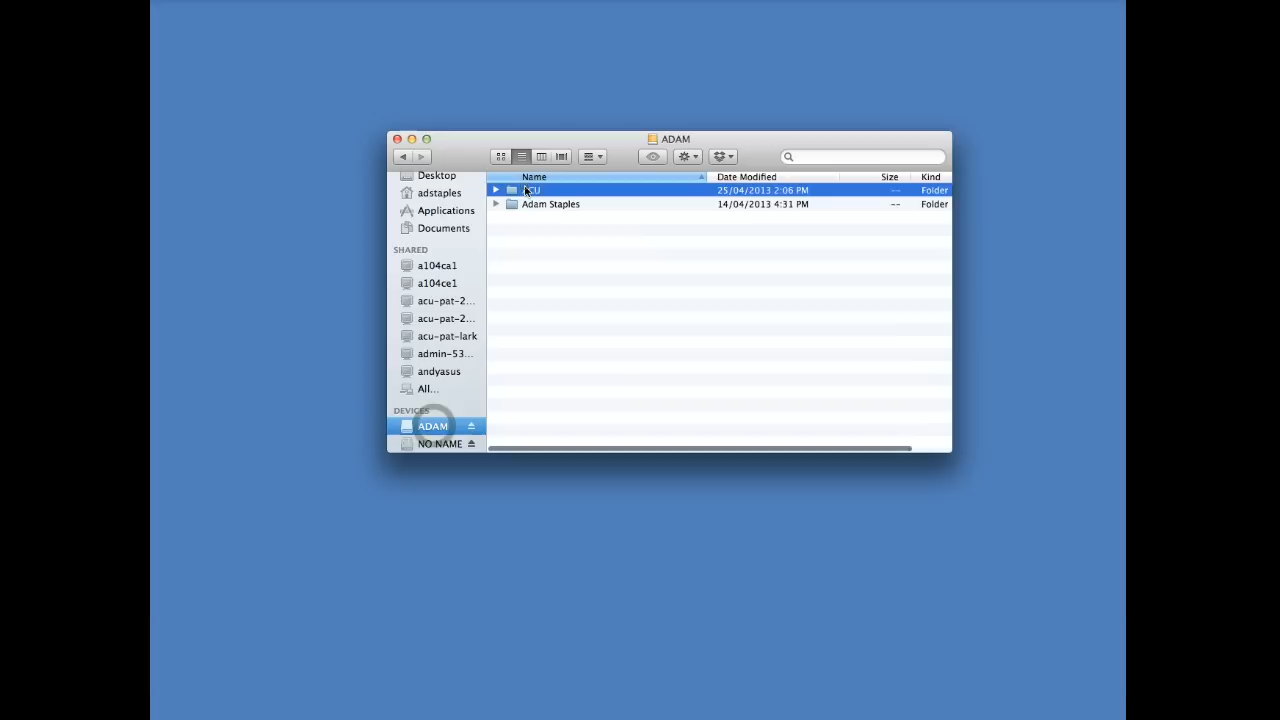 ADAM
Name Date Modified Size Kind
ACU 25/04/2013 2:06 PM -- Folder
Adam Staples 14/04/2013 4:31 PM -- Folder
Desktop
adstaples
Applications
Documents
SHARED
a104ca1
a104ce1
acu-pat-2...
acu-pat-2...
acu-pat-lark
admin-53...
andyasus
All...
DEVICES
ADAM
NO NAME